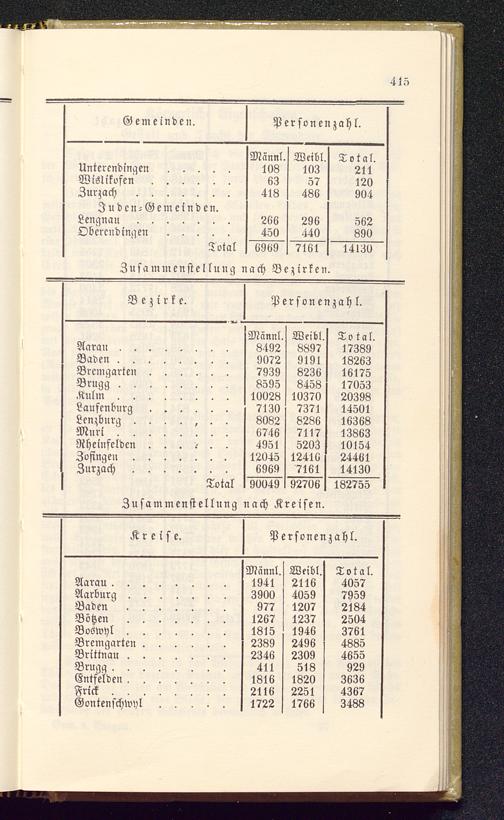 415
Gemeinden. Personenzahl.
Männl. Weibl. Total.
Unterendingen . . . . . 108 103 211
Wislikofen . . . . . . 63 57 120
Zurzach . . . . . . 418 486 904
Juden-Gemeinden.
Lengnau . . . . . . 266 296 562
Oberendingen . . . . . 450 440 890
Total 6969 7161 14130
Zusammenstellung nach Bezirken.
Bezirke. Personenzahl.
Männl. Weibl. Total.
Aarau . . . . . . . 8492 8897 17389
Baden . . . . . . . 9072 9191 18263
Bremgarten . . . . . . 7939 8236 16175
Brugg . . . . . . . 8595 8458 17053
Kulm . . . . . . . 10028 10370 20398
Laufenburg . . . . . . 7130 7371 14501
Lenzburg . . . . . . 8082 8286 16368
Muri . . . . . . . 6746 7117 13863
Rheinfelden . . . . . . 4951 5203 10154
Zofingen . . . . . . 12045 12416 24461
Zurzach . . . . . . 6969 7161 14130
Total 90049 92706 182755
Zusammenstellung nach Kreisen.
Kreise. Personenzahl.
Männl. Weibl. Total.
Aarau . . . . . . . 1941 2116 4057
Aarburg . . . . . . . 3900 4059 7959
Baden . . . . . . . 977 1207 2184
Bötzen . . . . . . . 1267 1237 2504
Boswyl . . . . . . . 1815 1946 3761
Bremgarten . . . . . . 2389 2496 4885
Brittnau . . . . . . . 2346 2309 4655
Brugg . . . . . . . 411 518 929
Entfelden . . . . . . . 1816 1820 3636
Frick . . . . . . . 2116 2251 4367
Gontenschwyl . . . . . 1722 1766 3488